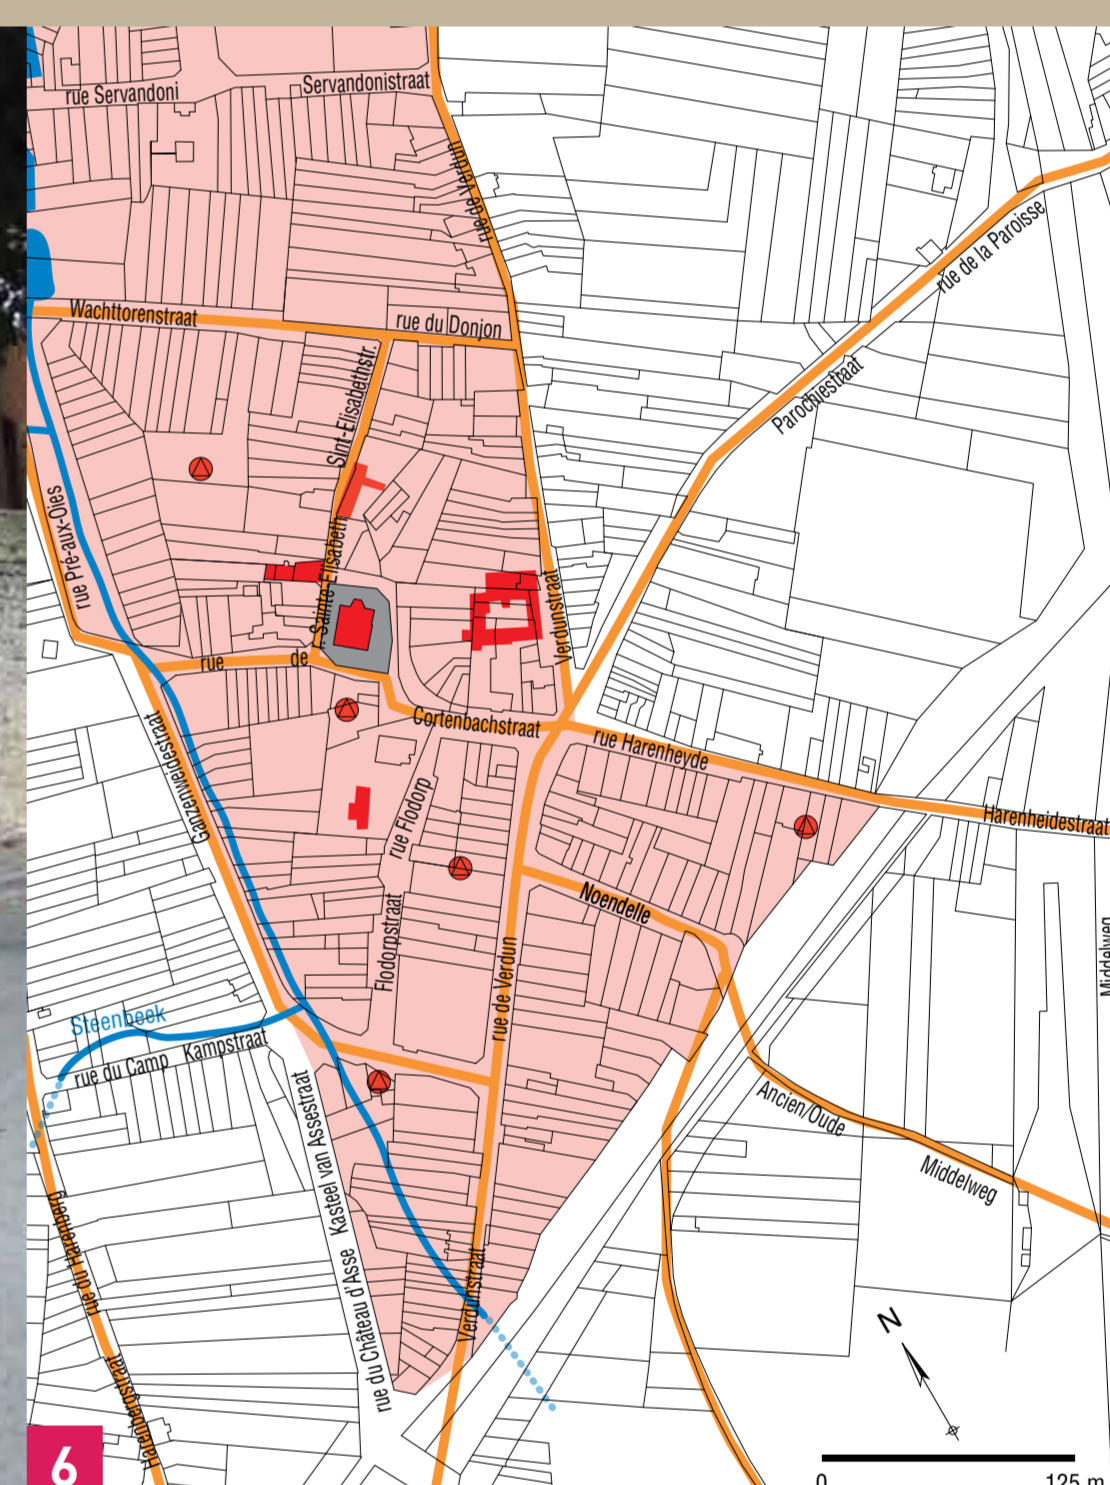 rue Servandoni
Servandonistraat
rue de Verdun
rue de la Paroisse
Wachttorenstraat
rue du Donjon
Sint-Elisabethstr.
Parochiestraat
rue Pré-aux-Oies
r. Sainte-Elisabeth
Verdunstraat
rue de
Cortenbachstraat
rue Harenheyde
Ganzenweidestraat
rue Flodorp
Harenheidestraat
Noendelle
Flodorpstraat
rue de Verdun
Middelweg
Steenbeek
rue du Camp Kampstraat
Ancien/Oude
Middelweg
Kasteel van Assestraat
rue du Château d'Asse
rue du Harenberg
Verdunstraat
Harenbergstraat
N
6
0 125 m